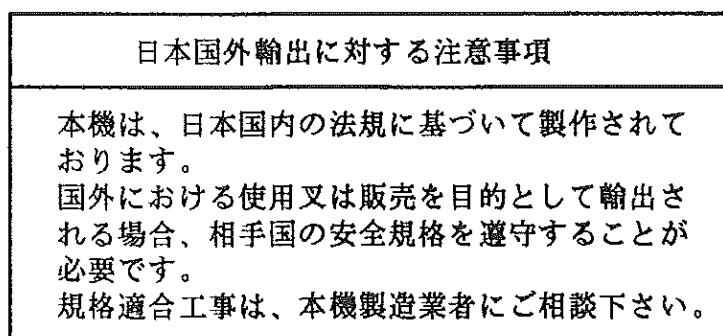 日本国外輸出に対する注意事項
本機は、日本国内の法規に基づいて製作されて
おります。
国外における使用叉は販売を目的として輸出さ
れる場合、相手国の安全規格を遵守することが
必要です。
規格適合工事は、本機製造業者にご相談下さい。